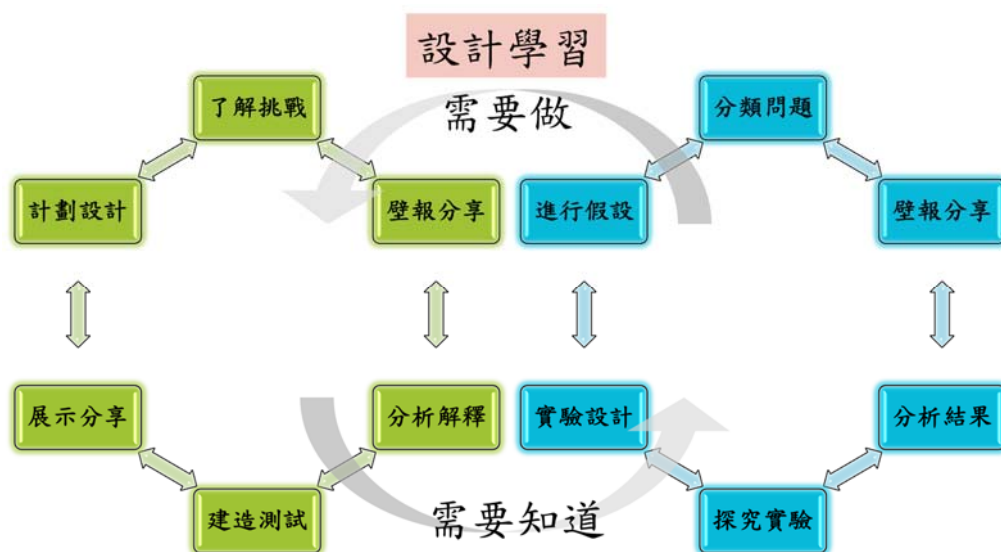 設計學習
需要做
了解挑戰
計劃設計
壁報分享
展示分享
分析解釋
建造測試
分類問題
進行假設
壁報分享
實驗設計
分析結果
探究實驗
需要知道